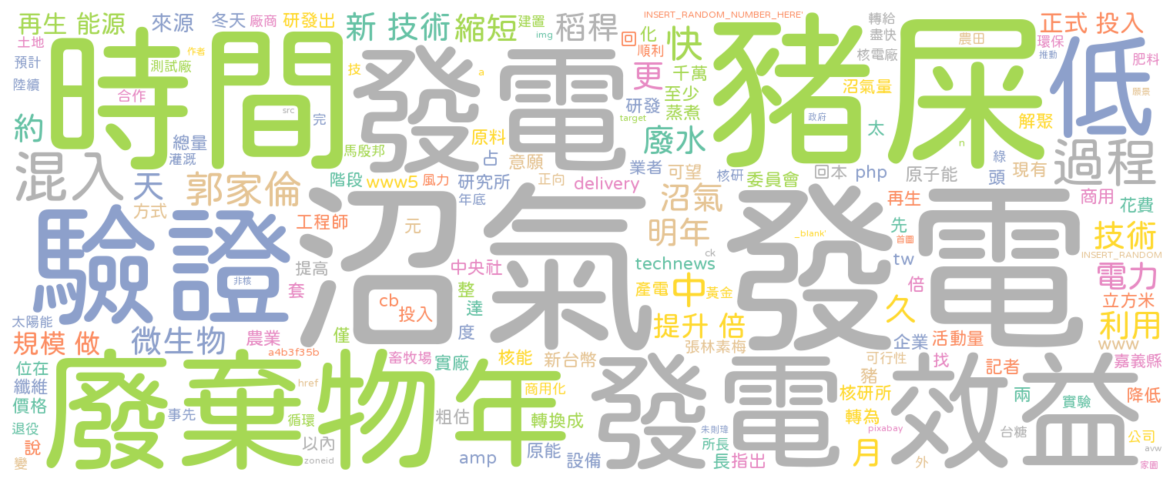 再生 能源 來源 冬天 廠商 研發出 新 技術 縮短 建置 稻稈 INSERT_RANDOM_NUMBER_HERE' 轉給 農田 正式 投入
土地 作者 img 回 化 順利 盡快 環保 推動
預計 測試廠 時間 發電 技 a 更 快 千萬 豬屎 核電廠 低 肥料
陸續 合作 src 研發 至少 沼氣量 願景
約 總量 完 target 蒸煮 政府 太 解聚
灌溉 馬殷邦 原料 廢水 n 過程
混入 天 占 意願 業者 可望 核研 委員會 回本 php 原子能 綠 現有
郭家倫 階段 www5 風力 研究所 正向 delivery 頭
方式 年底 沼氣 再生 商用 花費
驗證 工程師 沼氣 元 明年 發電 先 技術
提高 ck _blank' 首圖 INSERT_RANDOM
非核 套 中央社 technews tw 電力
cb 投入 整 產電 中 黃金 倍 立方米
太陽能 達 久 利用
規模 做 微生物 農業 僅 度 提升 倍 企業 活動量 www
a4b3f35b 張林素梅
位在 廢棄物 年 畜牧場 實廠 核能 新台幣 發電 可行性 找 效益 記者 嘉義縣
纖維 href 商用化 豬 核研所 兩 實驗 降低
價格 事先 循環 粗估 轉換成 轉為
退役 以內 朱則瑋 pixabay 台糖 公司
說 原能 所長 avw
變 zoneid amp 設備 長 指出 月 外 家園